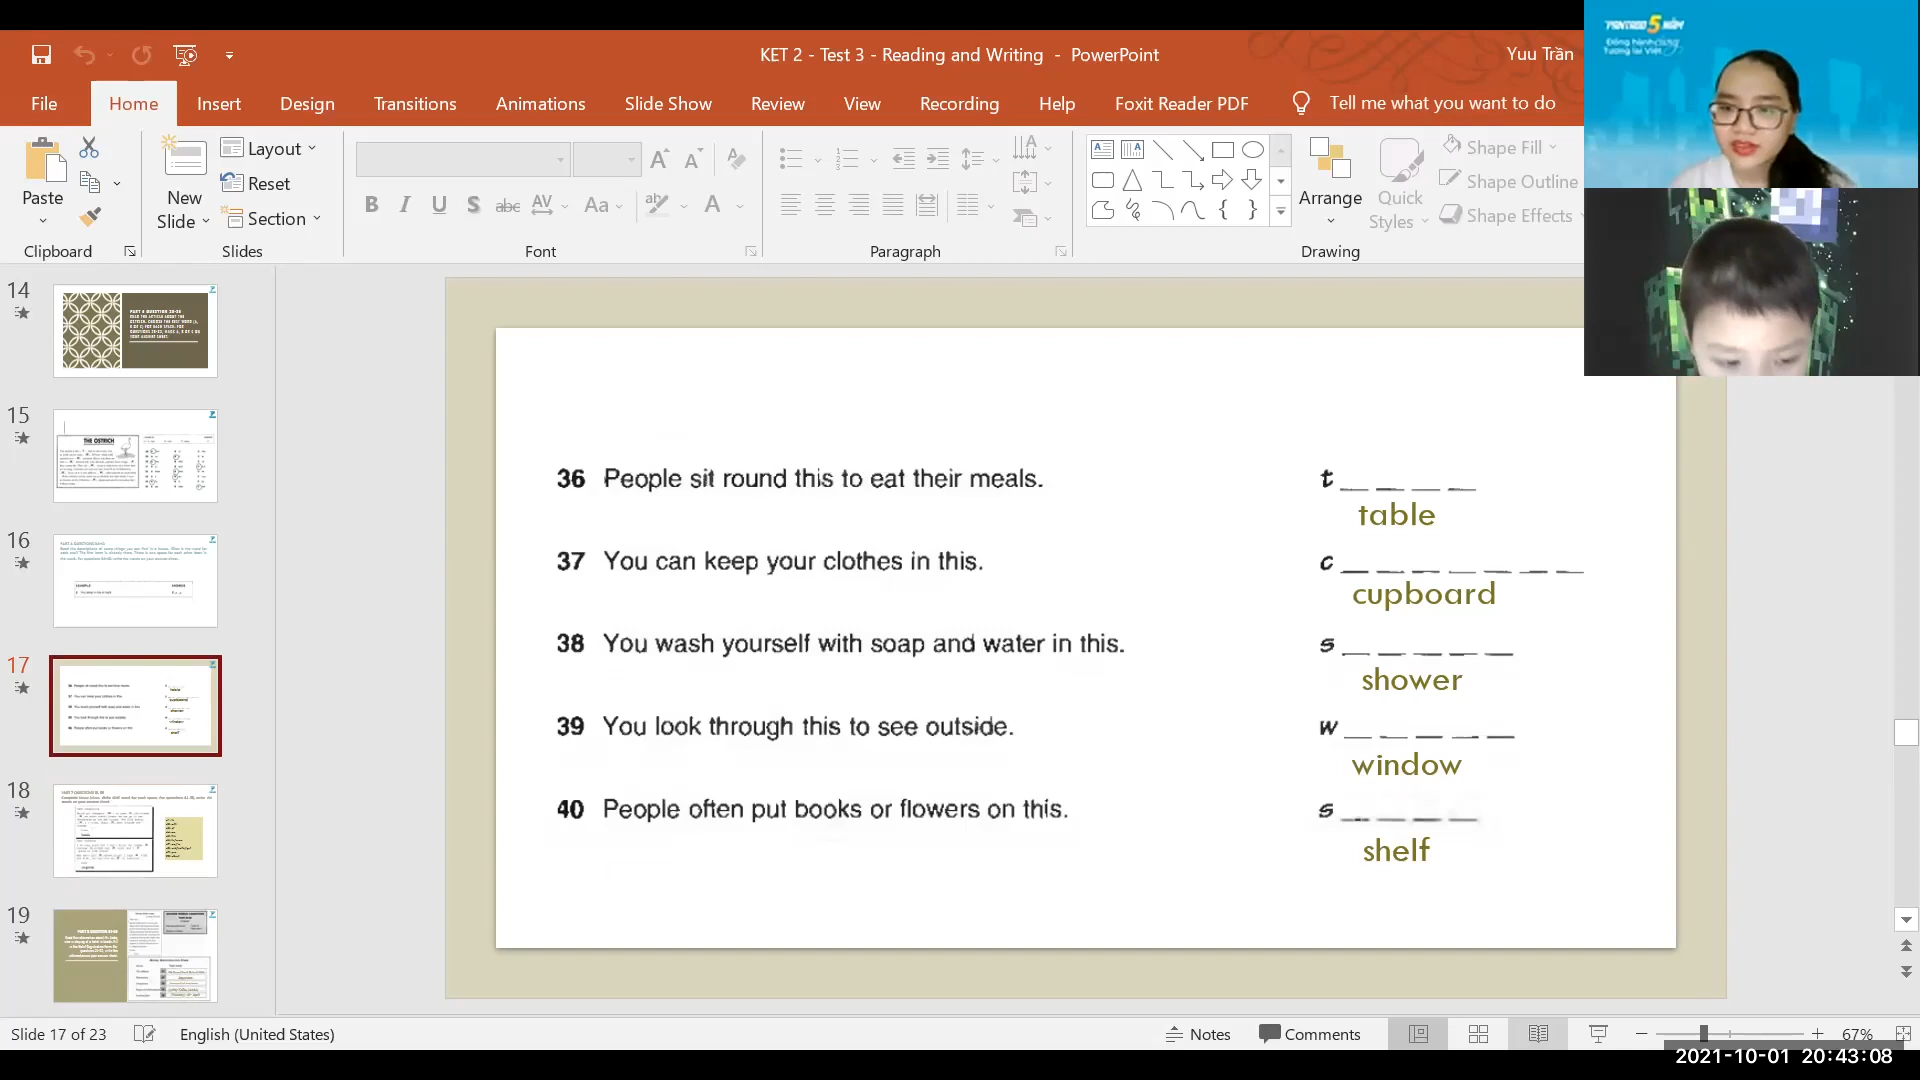 KET 2 - Test 3 - Reading and Writing - PowerPoint
Yuu Trần
File Home Insert Design Transitions Animations Slide Show Review View Recording Help Foxit Reader PDF Tell me what you want to do
Paste
New Slide
Layout
Reset
Section
Shape Fill
Shape Outline
Shape Effects
Arrange
Quick Styles
Clipboard Slides Font Paragraph Drawing
14
15
THE OSTRICH
16
17
18
19
36 People sit round this to eat their meals. t _ _ _ _
table
37 You can keep your clothes in this. c _ _ _ _ _ _ _
cupboard
38 You wash yourself with soap and water in this. s _ _ _ _ _
shower
39 You look through this to see outside. w _ _ _ _ _
window
40 People often put books or flowers on this. s _ _ _ _
shelf
Slide 17 of 23 English (United States) Notes Comments 67%
2021-10-01 20:43:08